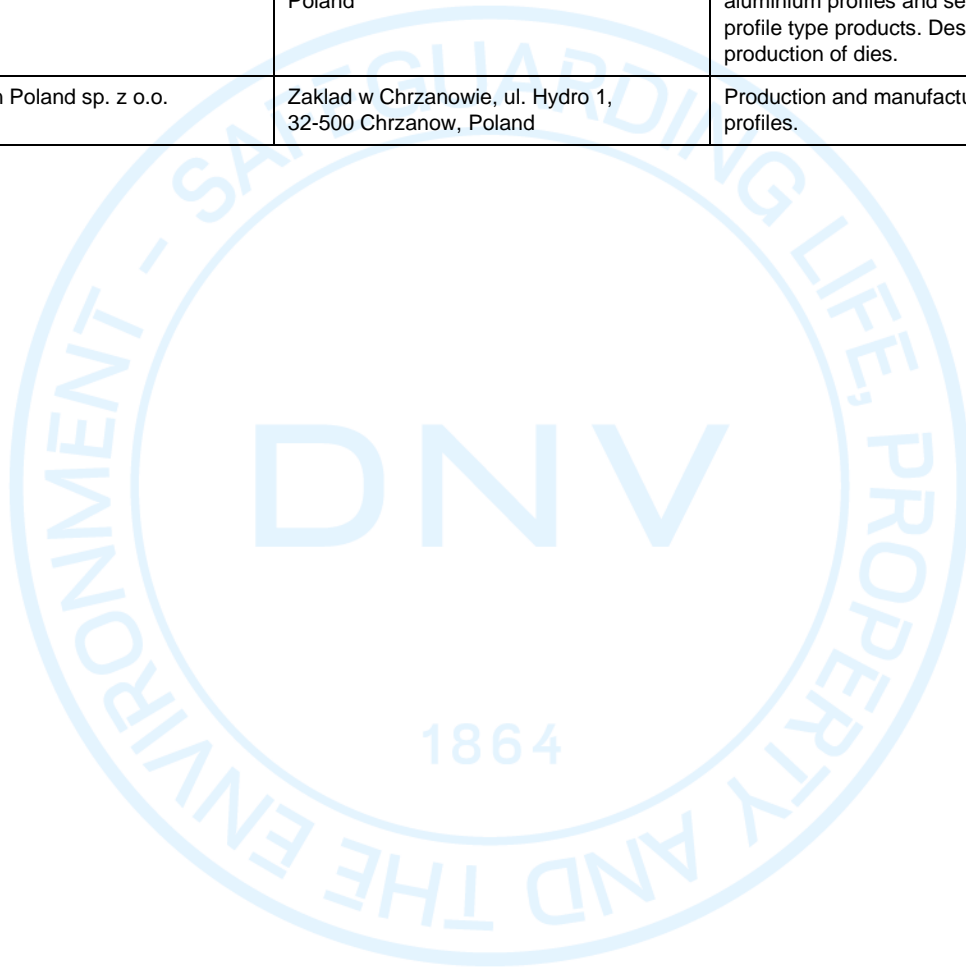 Poland
aluminium profiles and se
profile type products. Des
production of dies.
n Poland sp. z o.o.
Zaklad w Chrzanowie, ul. Hydro 1,
32-500 Chrzanow, Poland
Production and manufactu
profiles.
SAFEGUARDING LIFE, PROPERTY AND THE ENVIRONMENT -
DNV
1864